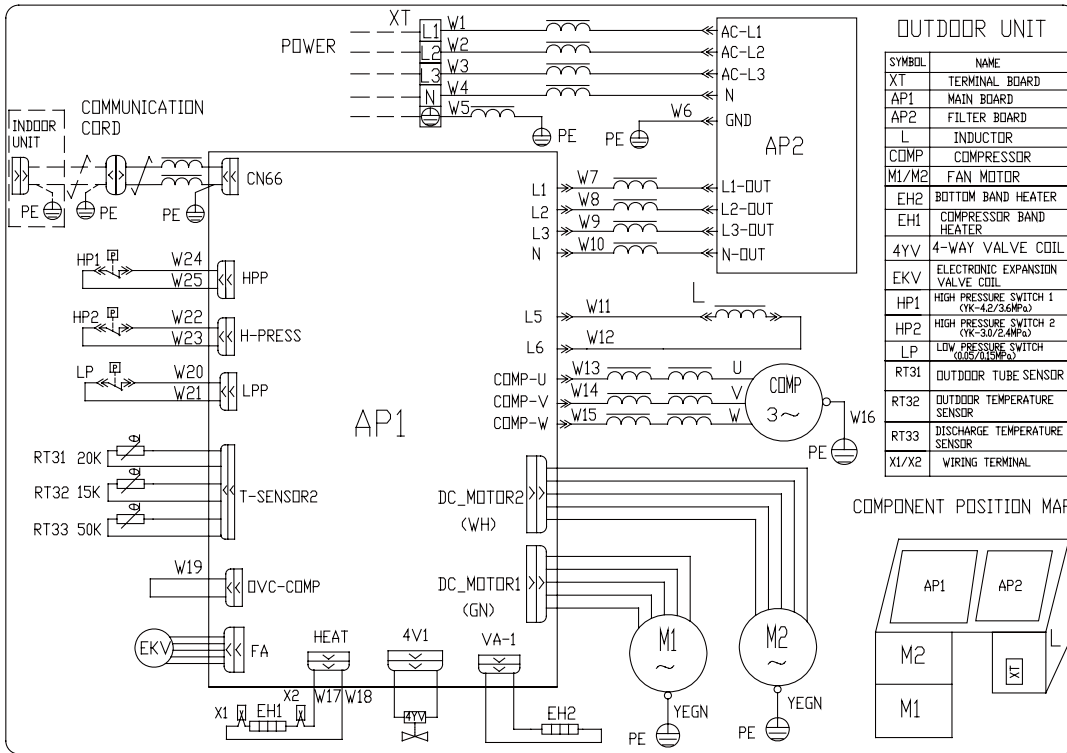 XT
POWER
L1
L2
L3
N
W1
W2
W3
W4
W5
PE
AC-L1
AC-L2
AC-L3
N
GND
W6
PE
AP2
L1-OUT
L2-OUT
L3-OUT
N-OUT
COMMUNICATION
CORD
INDOOR
UNIT
PE
PE
PE
CN66
L1
L2
L3
N
W7
W8
W9
W10
HP1
P
W24
W25
HPP
HP2
P
W22
W23
H-PRESS
LP
P
W20
W21
LPP
AP1
L5
L6
W11
W12
L
COMP-U
COMP-V
COMP-W
W13
W14
W15
U
V
W
COMP
3~
W16
PE
RT31 20K
RT32 15K
RT33 50K
θ
θ
θ
T-SENSOR2
DC_MOTOR2
(WH)
DC_MOTOR1
(GN)
W19
OVC-COMP
EKV
FA
HEAT
4V1
VA-1
X1
X2
W17
W18
EH1
4YV
EH2
M1
~
M2
~
YEGN
PE
YEGN
PE
OUTDOOR UNIT
SYMBOL NAME
XT TERMINAL BOARD
AP1 MAIN BOARD
AP2 FILTER BOARD
L INDUCTOR
COMP COMPRESSOR
M1/M2 FAN MOTOR
EH2 BOTTOM BAND HEATER
EH1 COMPRESSOR BAND
HEATER
4YV 4-WAY VALVE COIL
EKV ELECTRONIC EXPANSION
VALVE COIL
HP1 HIGH PRESSURE SWITCH 1
(YK-4.2/3.6MPa)
HP2 HIGH PRESSURE SWITCH 2
(YK-3.0/2.4MPa)
LP LOW PRESSURE SWITCH
(0.05/0.15MPa)
RT31 OUTDOOR TUBE SENSOR
RT32 OUTDOOR TEMPERATURE
SENSOR
RT33 DISCHARGE TEMPERATURE
SENSOR
X1/X2 WIRING TERMINAL
COMPONENT POSITION MAP
AP1
AP2
M2
M1
XT
L